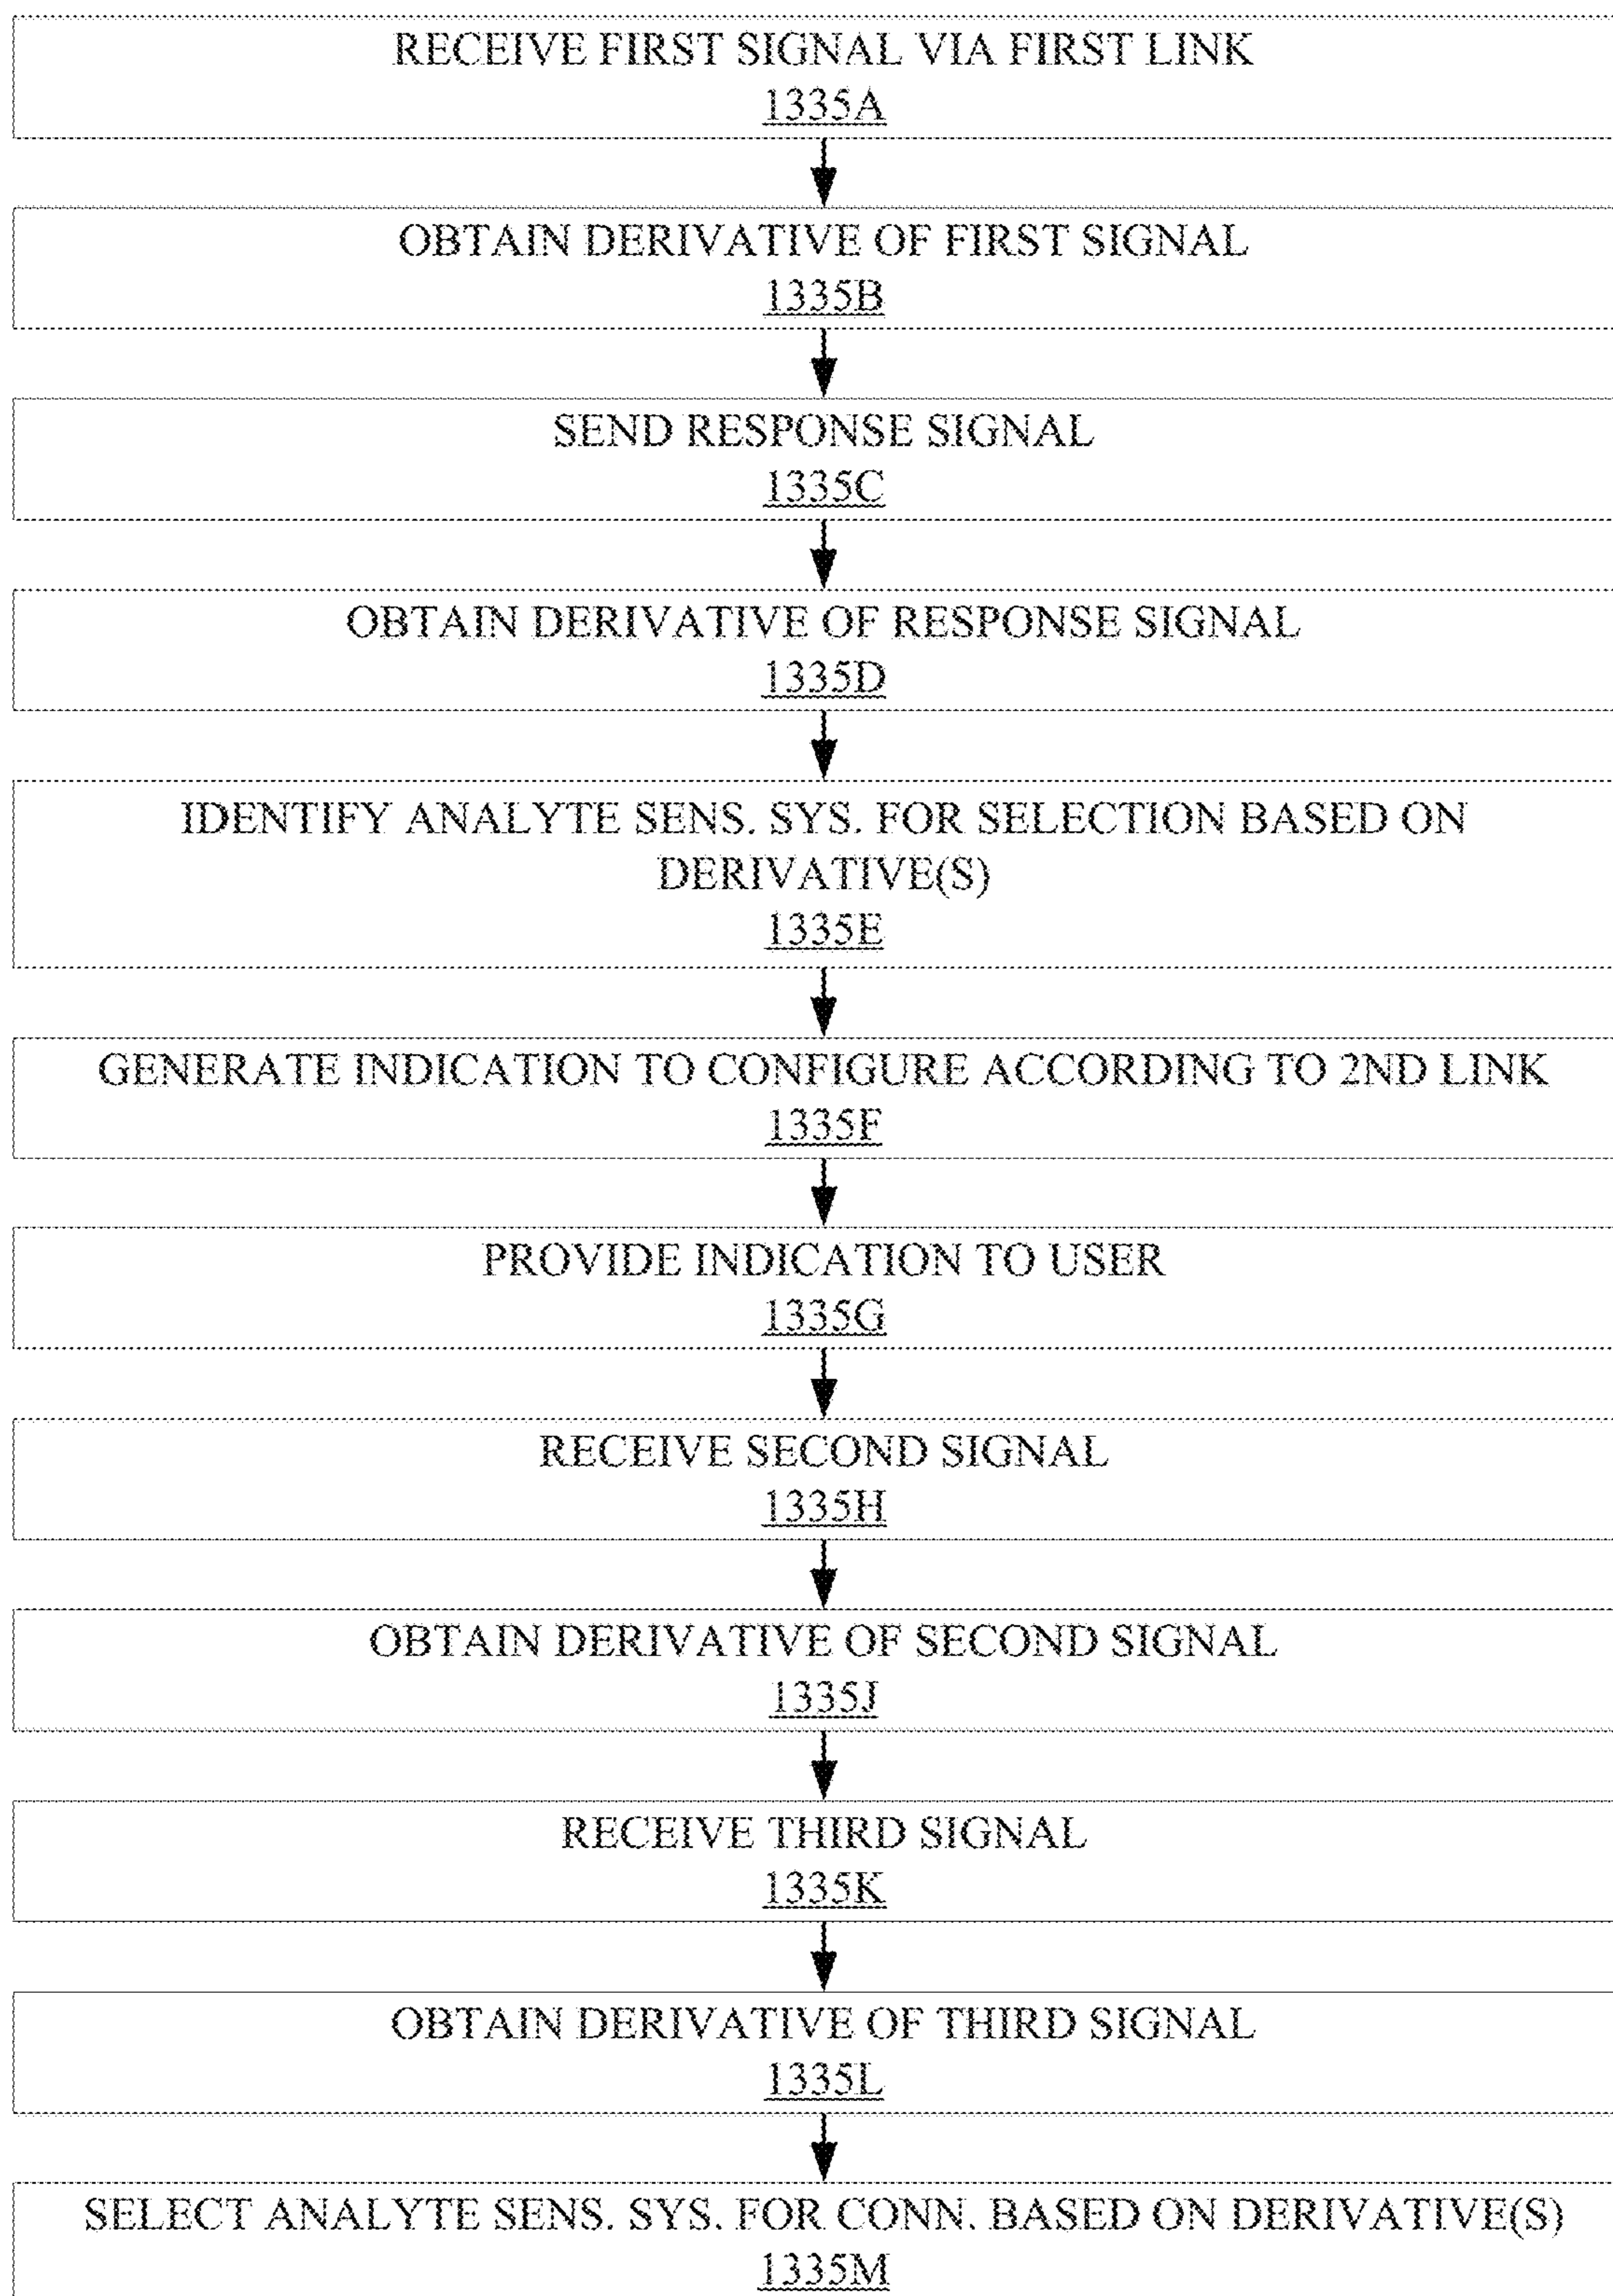 RECEIVE FIRST SIGNAL VIA FIRST LINK
1335A
OBTAIN DERIVATIVE OF FIRST SIGNAL
1335B
SEND RESPONSE SIGNAL
1335C
OBTAIN DERIVATIVE OF RESPONSE SIGNAL
1335D
IDENTIFY ANALYTE SENS. SYS. FOR SELECTION BASED ON
DERIVATIVE(S)
1335E
GENERATE INDICATION TO CONFIGURE ACCORDING TO 2ND LINK
1335F
PROVIDE INDICATION TO USER
1335G
RECEIVE SECOND SIGNAL
1335H
OBTAIN DERIVATIVE OF SECOND SIGNAL
1335J
RECEIVE THIRD SIGNAL
1335K
OBTAIN DERIVATIVE OF THIRD SIGNAL
1335L
SELECT ANALYTE SENS. SYS. FOR CONN. BASED ON DERIVATIVE(S)
1335M